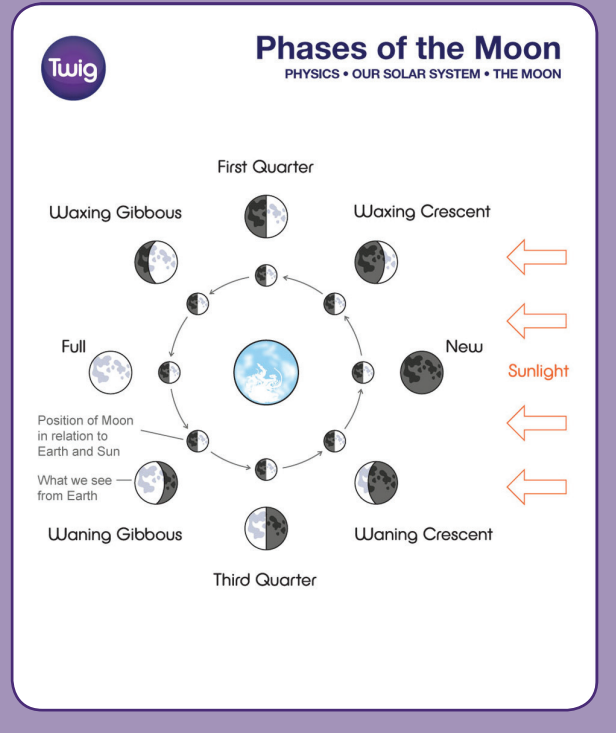 Twig
Phases of the Moon
PHYSICS • OUR SOLAR SYSTEM • THE MOON
First Quarter
Waxing Gibbous
Waxing Crescent
Full
New
Sunlight
Position of Moon
in relation to
Earth and Sun
What we see
from Earth
Waning Gibbous
Waning Crescent
Third Quarter